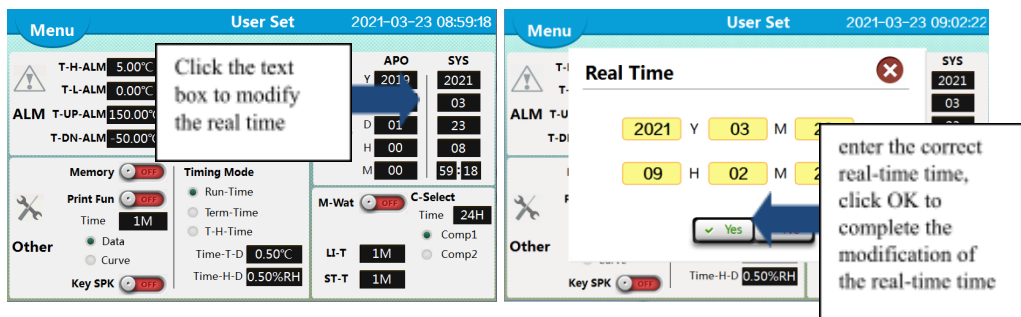 Menu
User Set
2021-03-23 08:59:18
T-H-ALM 5.00℃
T-L-ALM 0.00℃
ALM T-UP-ALM 150.00℃
T-DN-ALM -50.00℃
Click the text
box to modify
the real time
APO SYS
Y 2019 2021
03
D 01 23
H 00 08
M 00 59:18
Memory OFF
Print Fun OFF
Time 1M
Other
Data
Curve
Key SPK OFF
Timing Mode
Run-Time
Term-Time
T-H-Time
Time-T-D 0.50℃
Time-H-D 0.50%RH
M-Wat OFF
C-Select
Time 24H
Comp1
Comp2
LI-T 1M
ST-T 1M
Menu
User Set
2021-03-23 09:02:22
ALM
Real Time
2021 Y 03 M
09 H 02 M
Yes
SYS
2021
03
enter the correct
real-time time,
click OK to
complete the
modification of
the real-time time
Other
Key SPK OFF
Time-H-D 0.50%RH